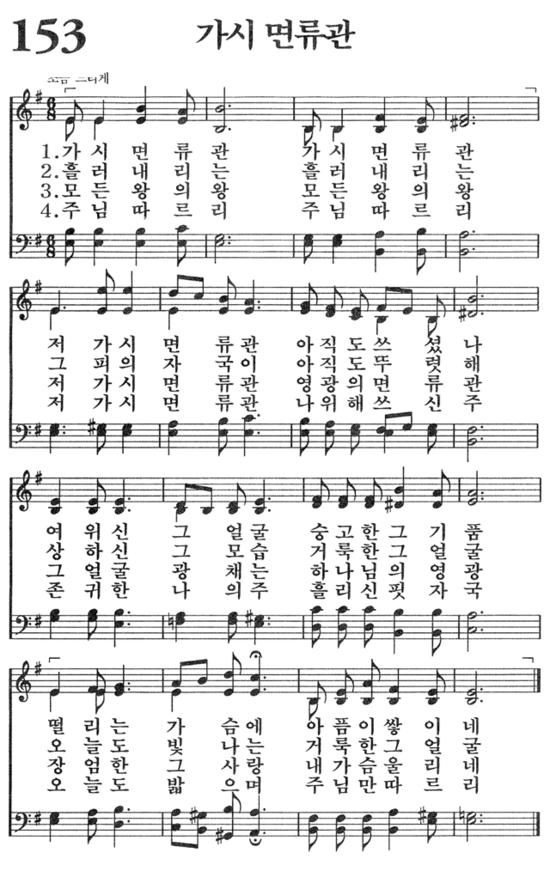 153 가시 면류관
1. 가 시 면 류 관 가 시 면 류 관
2. 흘 러 내 리 는 흘 러 내 리 는
3. 모 든 왕 의 왕 모 든 왕 의 왕
4. 주 님 따 르 리 주 님 따 르 리
저 가 시 면 류 관 아 직 도 쓰 셨 나
그 피 의 자 국 이 아 직 도 뚜 렷 해
저 가 시 면 류 관 영 광 의 면 류 관
저 가 시 면 류 관 나 위 해 쓰 신 주
여 위 신 그 얼 굴 숭 고 한 그 기 품
상 하 신 그 모 습 거 룩 한 그 얼 굴
그 얼 굴 광 채 는 하 나 님 의 영 광
존 귀 한 나 의 주 흘 리 신 핏 자 국
떨 리 는 가 슴 에 아 픔 이 쌓 이 네
오 늘 도 빛 나 는 거 룩 한 그 얼 굴
장 엄 한 그 사 랑 내 가 슴 울 리 네
오 늘 도 밟 으 며 주 님 만 따 르 리